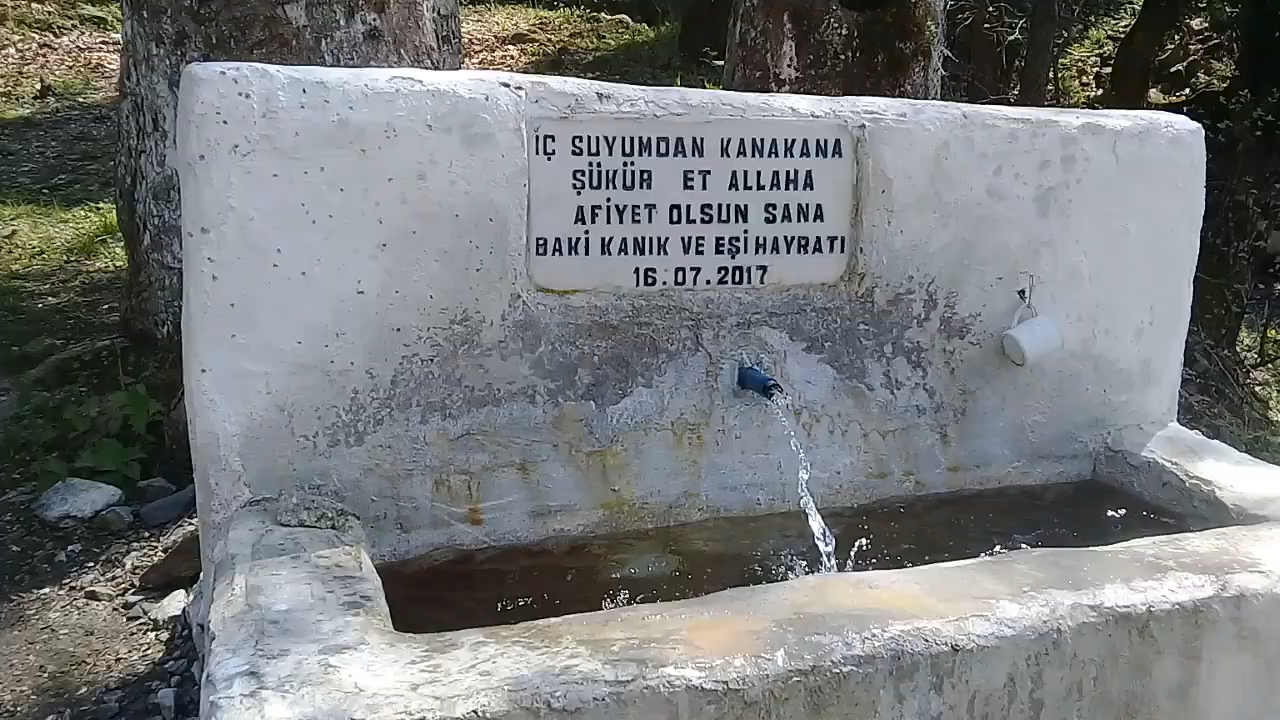 İÇ SUYUMDAN KANAKANA
ŞÜKÜR ET ALLAHA
AFİYET OLSUN SANA
BAKİ KANIK VE EŞİ HAYRATI
16.07.2017